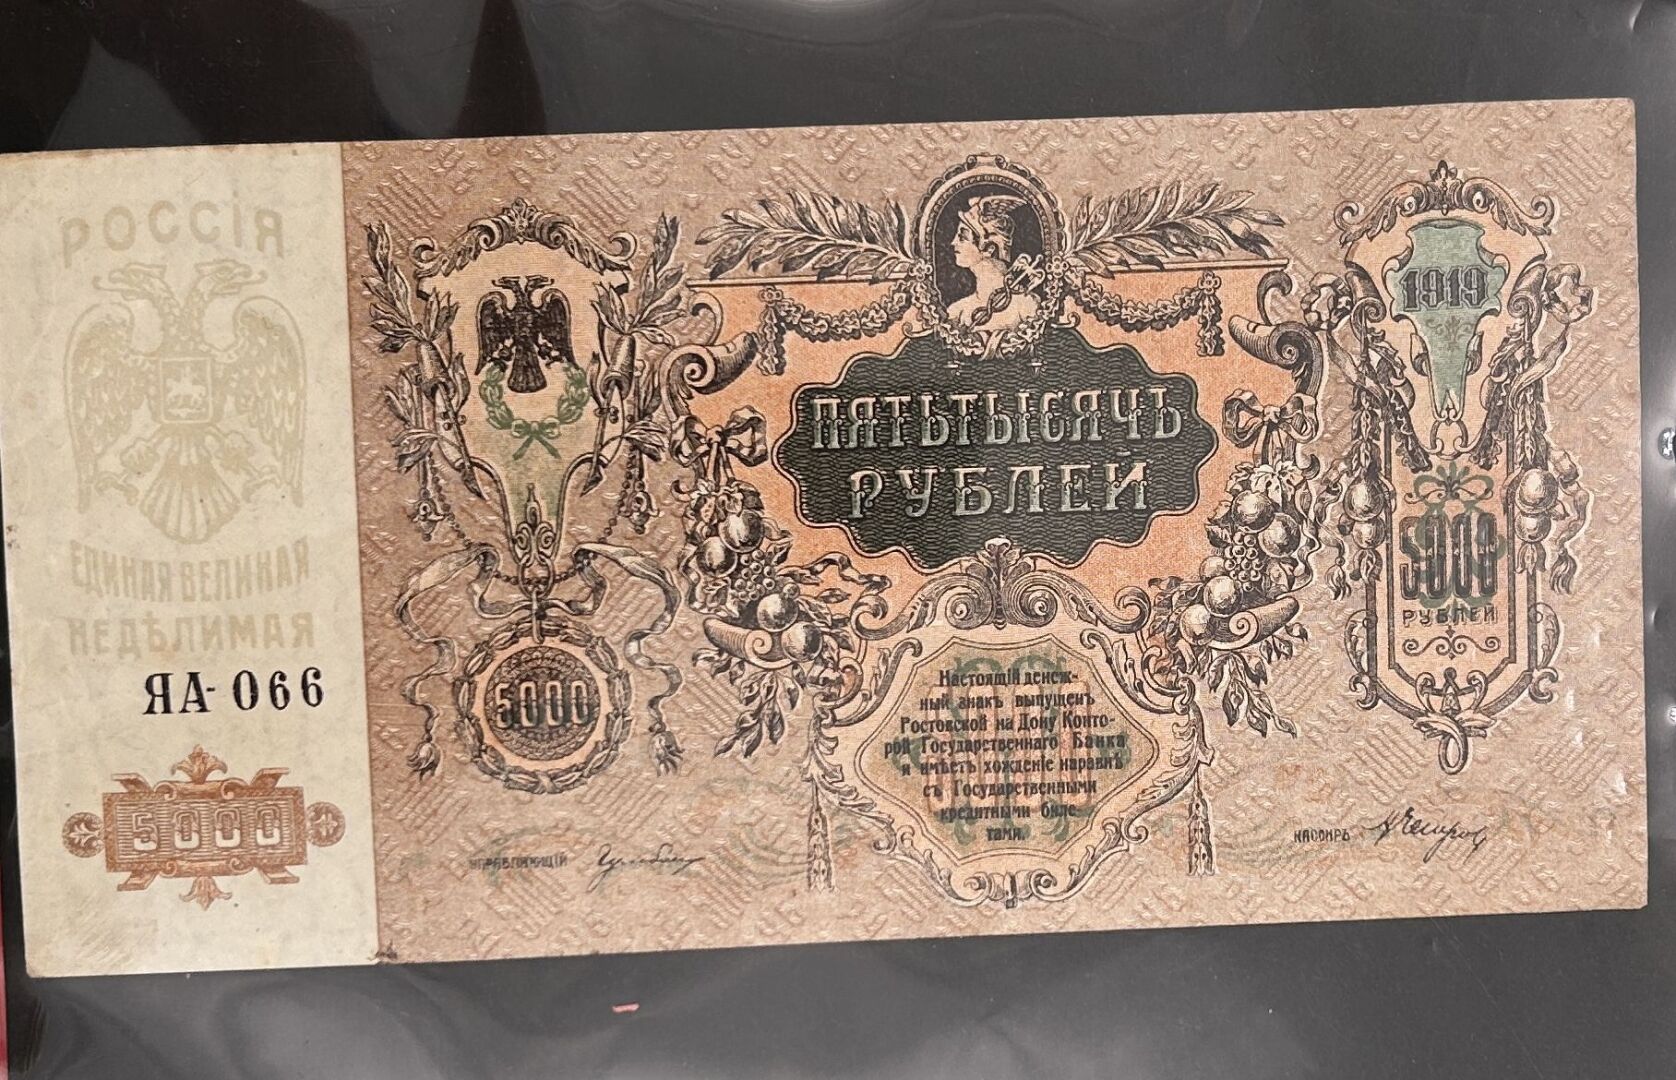 РОССІЯ
ЕДИНАЯ ВЕЛИКАЯ
НЕДѢЛИМАЯ
ЯА-066
5000
5000
ПЯТЬТЫСЯЧЪ
РУБЛЕЙ
Настоящій денеж-
ный знакъ выпущенъ
Ростовской на Дону Конто-
рой Государственнаго Банка
и имѣетъ хожденіе наравнѣ
съ Государственными
кредитными биле-
тами.
УПРАВЛЯЮЩІЙ
1919
5000
РУБЛЕЙ
КАССИРЪ